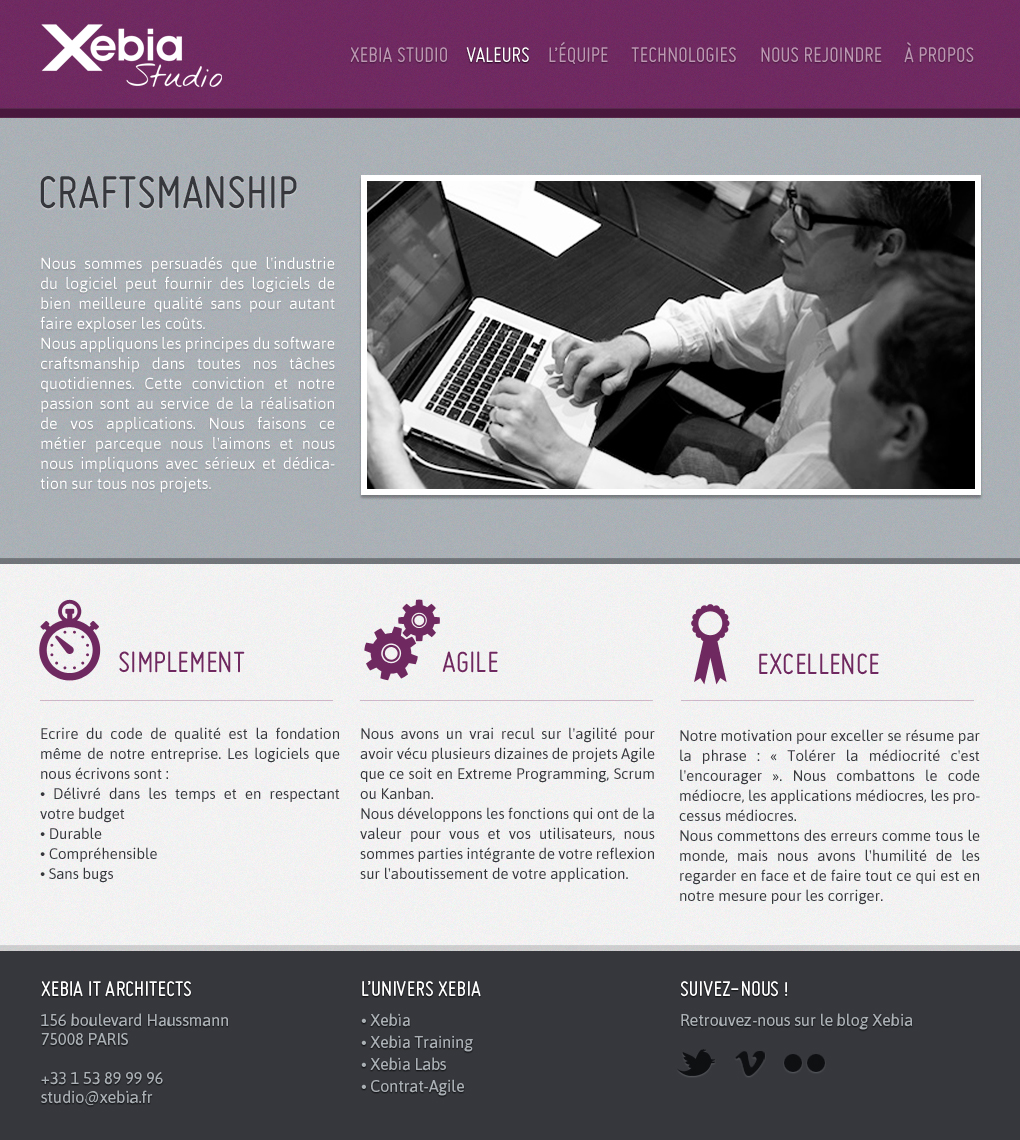 Xebia
Studio
XEBIA STUDIO VALEURS L'ÉQUIPE TECHNOLOGIES NOUS REJOINDRE À PROPOS
CRAFTSMANSHIP
Nous sommes persuadés que l'industrie
du logiciel peut fournir des logiciels de
bien meilleure qualité sans pour autant
faire exploser les coûts.
Nous appliquons les principes du software
craftsmanship dans toutes nos tâches
quotidiennes. Cette conviction et notre
passion sont au service de la réalisation
de vos applications. Nous faisons ce
métier parceque nous l'aimons et nous
nous impliquons avec sérieux et dédica-
tion sur tous nos projets.
SIMPLEMENT
Ecrire du code de qualité est la fondation
même de notre entreprise. Les logiciels que
nous écrivons sont :
• Délivré dans les temps et en respectant
votre budget
• Durable
• Compréhensible
• Sans bugs
AGILE
Nous avons un vrai recul sur l'agilité pour
avoir vécu plusieurs dizaines de projets Agile
que ce soit en Extreme Programming, Scrum
ou Kanban.
Nous développons les fonctions qui ont de la
valeur pour vous et vos utilisateurs, nous
sommes parties intégrante de votre reflexion
sur l'aboutissement de votre application.
EXCELLENCE
Notre motivation pour exceller se résume par
la phrase : « Tolérer la médiocrité c'est
l'encourager ». Nous combattons le code
médiocre, les applications médiocres, les pro-
cessus médiocres.
Nous commettons des erreurs comme tous le
monde, mais nous avons l'humilité de les
regarder en face et de faire tout ce qui est en
notre mesure pour les corriger.
XEBIA IT ARCHITECTS
156 boulevard Haussmann
75008 PARIS
+33 1 53 89 99 96
studio@xebia.fr
L'UNIVERS XEBIA
• Xebia
• Xebia Training
• Xebia Labs
• Contrat-Agile
SUIVEZ-NOUS !
Retrouvez-nous sur le blog Xebia